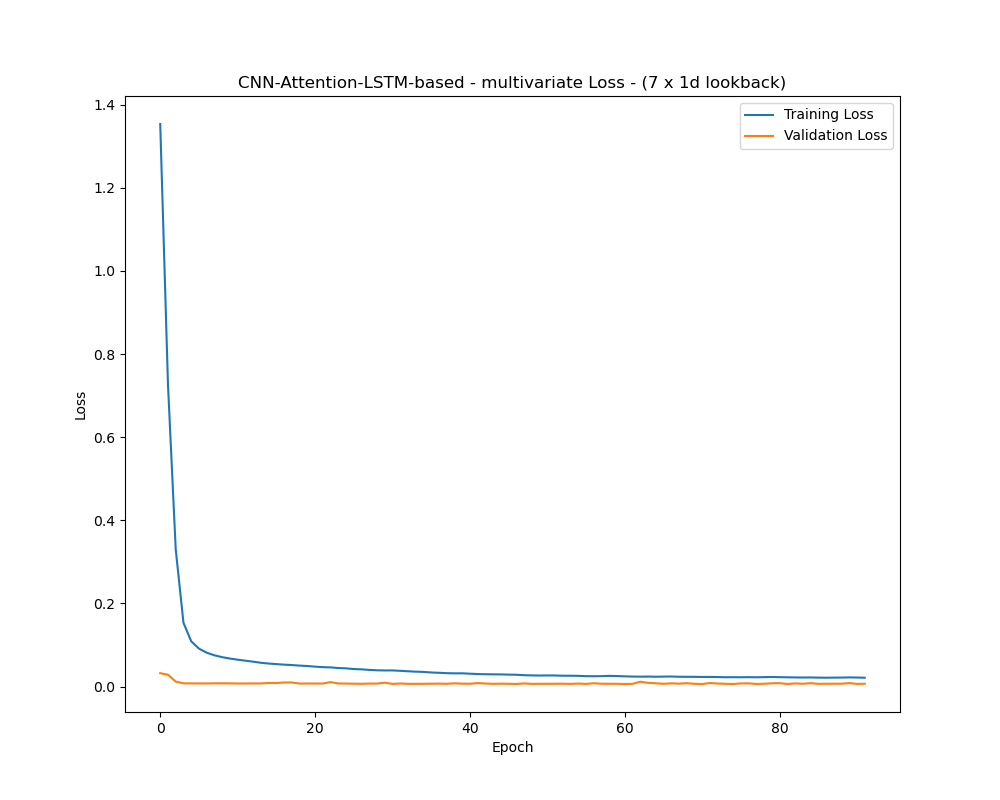 CNN-Attention-LSTM-based - multivariate Loss - (7 x 1d lookback)
Training Loss
Validation Loss
1.4
1.2
1.0
0.8
0.6
0.4
0.2
0.0
Loss
0 20 40 60 80
Epoch